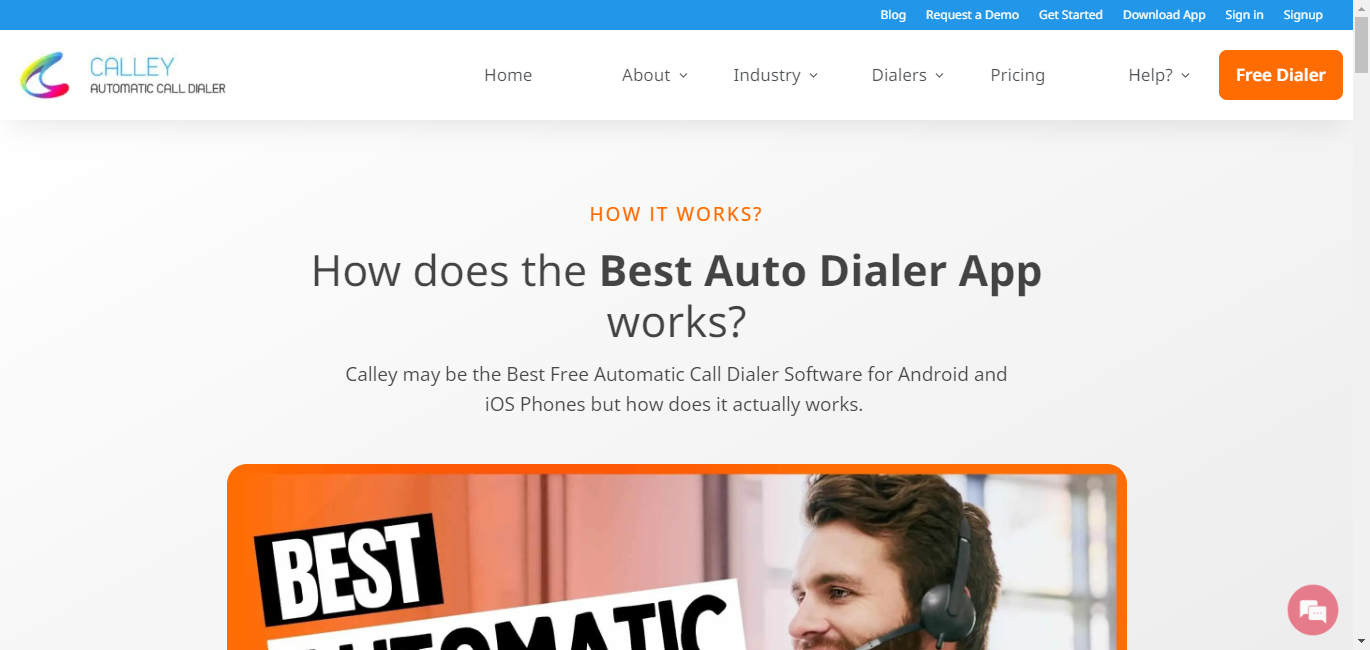 Blog Request a Demo Get Started Download App Sign in Signup
CALLEY
AUTOMATIC CALL DIALER
Home About Industry Dialers Pricing Help? Free Dialer
HOW IT WORKS?
How does the Best Auto Dialer App
works?
Calley may be the Best Free Automatic Call Dialer Software for Android and
iOS Phones but how does it actually works.
BEST
AUTOMATIC